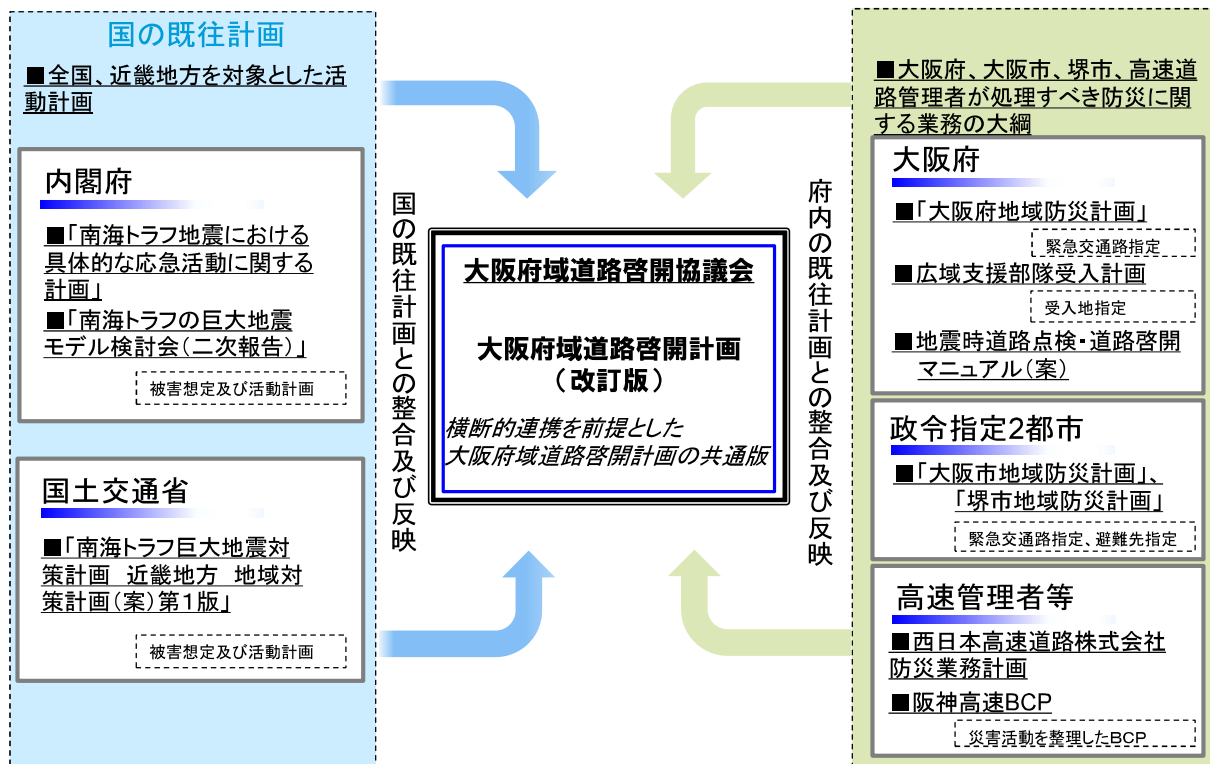 国の既往計画
■全国、近畿地方を対象とした活
動計画
内閣府
■「南海トラフ地震における
具体的な応急活動に関する
計画」
■「南海トラフの巨大地震
モデル検討会(二次報告)」
被害想定及び活動計画
国土交通省
■「南海トラフ巨大地震対
策計画 近畿地方 地域対
策計画(案)第1版」
被害想定及び活動計画
国の既往計画との整合及び反映
大阪府域道路啓開協議会
大阪府域道路啓開計画
(改訂版)
横断的連携を前提とした
大阪府域道路啓開計画の共通版
府内の既往計画との整合及び反映
■大阪府、大阪市、堺市、高速道
路管理者が処理すべき防災に関
する業務の大綱
大阪府
■「大阪府地域防災計画」
緊急交通路指定
■広域支援部隊受入計画
受入地指定
■地震時道路点検・道路啓開
マニュアル(案)
政令指定2都市
■「大阪市地域防災計画」、
「堺市地域防災計画」
緊急交通路指定、避難先指定
高速管理者等
■西日本高速道路株式会社
防災業務計画
■阪神高速BCP
災害活動を整理したBCP